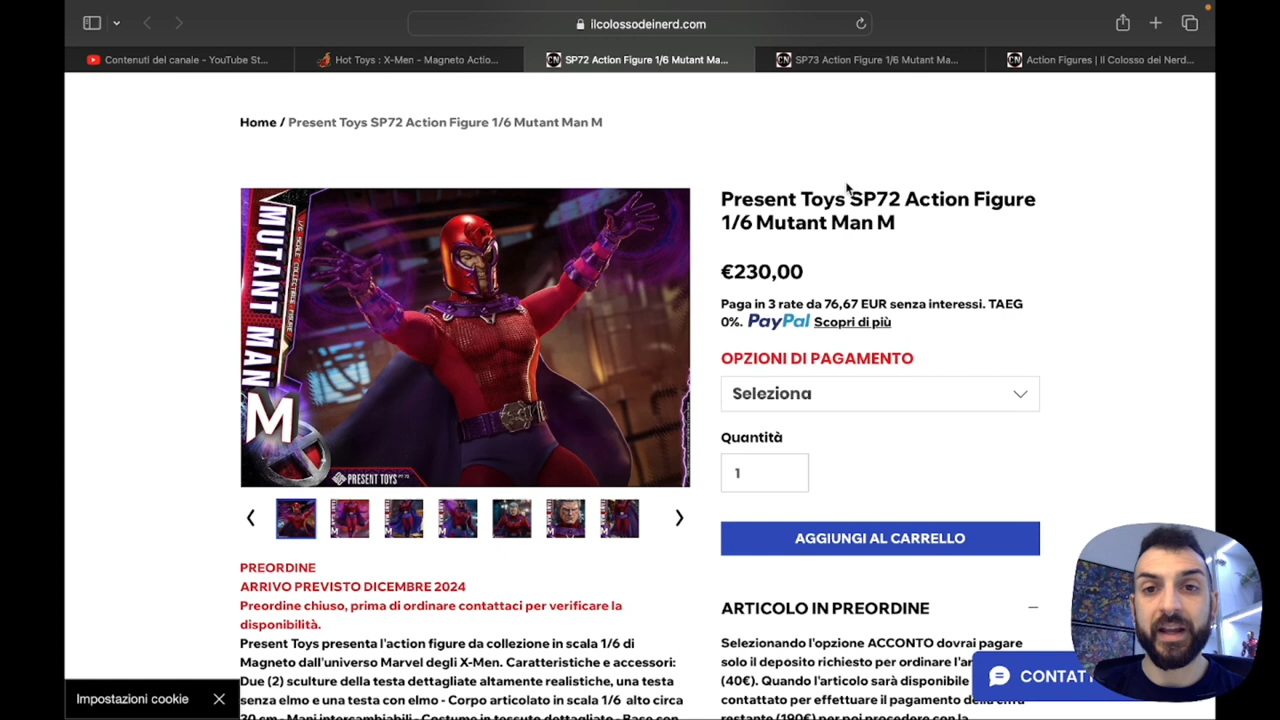 ilcolossodeinerd.com
Contenuti del canale - YouTube St...
Hot Toys : X-Men - Magneto Actio...
SP72 Action Figure 1/6 Mutant Ma...
SP73 Action Figure 1/6 Mutant Ma...
Action Figures | Il Colosso dei Nerd...
Home / Present Toys SP72 Action Figure 1/6 Mutant Man M
MUTANT MAN
1/6 SCALE COLLECTIBLE FIGURE
M
PRESENT TOYS
Present Toys SP72 Action Figure
1/6 Mutant Man M
€230,00
Paga in 3 rate da 76,67 EUR senza interessi. TAEG
0%. PayPal Scopri di più
OPZIONI DI PAGAMENTO
Seleziona
Quantità
1
AGGIUNGI AL CARRELLO
PREORDINE
ARRIVO PREVISTO DICEMBRE 2024
Preordine chiuso, prima di ordinare contattaci per verificare la
disponibilità.
Present Toys presenta l'action figure da collezione in scala 1/6 di
Magneto dall'universo Marvel degli X-Men. Caratteristiche e accessori:
Due (2) sculture della testa dettagliate altamente realistiche, una testa
senza elmo e una testa con elmo - Corpo articolato in scala 1/6 alto circa
30 cm - Mani intercambiabili - Costume in tessuto dettagliato - Base con
ARTICOLO IN PREORDINE
Selezionando l'opzione ACCONTO dovrai pagare
solo il deposito richiesto per ordinare l'ar
(40€). Quando l'articolo sarà disponibile
contattato per effettuare il pagamento de
restante (190€) per poi procedere con la
CONTAT
Impostazioni cookie